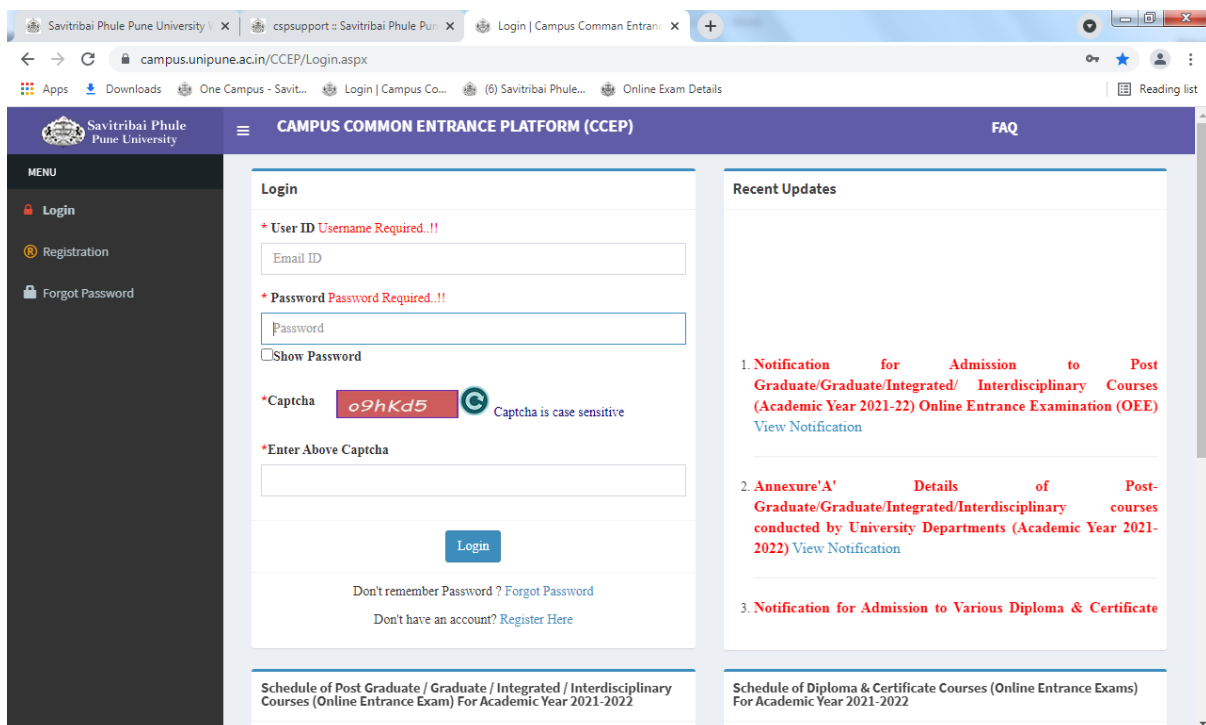 Savitribai Phule Pune University
cspsupport :: Savitribai Phule Pun
Login | Campus Comman Entranc
campus.unipune.ac.in/CCEP/Login.aspx
Apps Downloads One Campus - Savit... Login | Campus Co... (6) Savitribai Phule... Online Exam Details Reading list
Savitribai Phule
Pune University
CAMPUS COMMON ENTRANCE PLATFORM (CCEP)
FAQ
MENU
Login
Registration
Forgot Password
Login
* User ID Username Required..!!
Email ID
* Password Password Required..!!
Password
Show Password
*Captcha o9hKd5 Captcha is case sensitive
*Enter Above Captcha
Login
Don't remember Password ? Forgot Password
Don't have an account? Register Here
Recent Updates
1. Notification for Admission to Post
Graduate/Graduate/Integrated/ Interdisciplinary Courses
(Academic Year 2021-22) Online Entrance Examination (OEE)
View Notification
2. Annexure'A' Details of Post-
Graduate/Graduate/Integrated/Interdisciplinary courses
conducted by University Departments (Academic Year 2021-
2022) View Notification
3. Notification for Admission to Various Diploma & Certificate
Schedule of Post Graduate / Graduate / Integrated / Interdisciplinary
Courses (Online Entrance Exam) For Academic Year 2021-2022
Schedule of Diploma & Certificate Courses (Online Entrance Exams)
For Academic Year 2021-2022